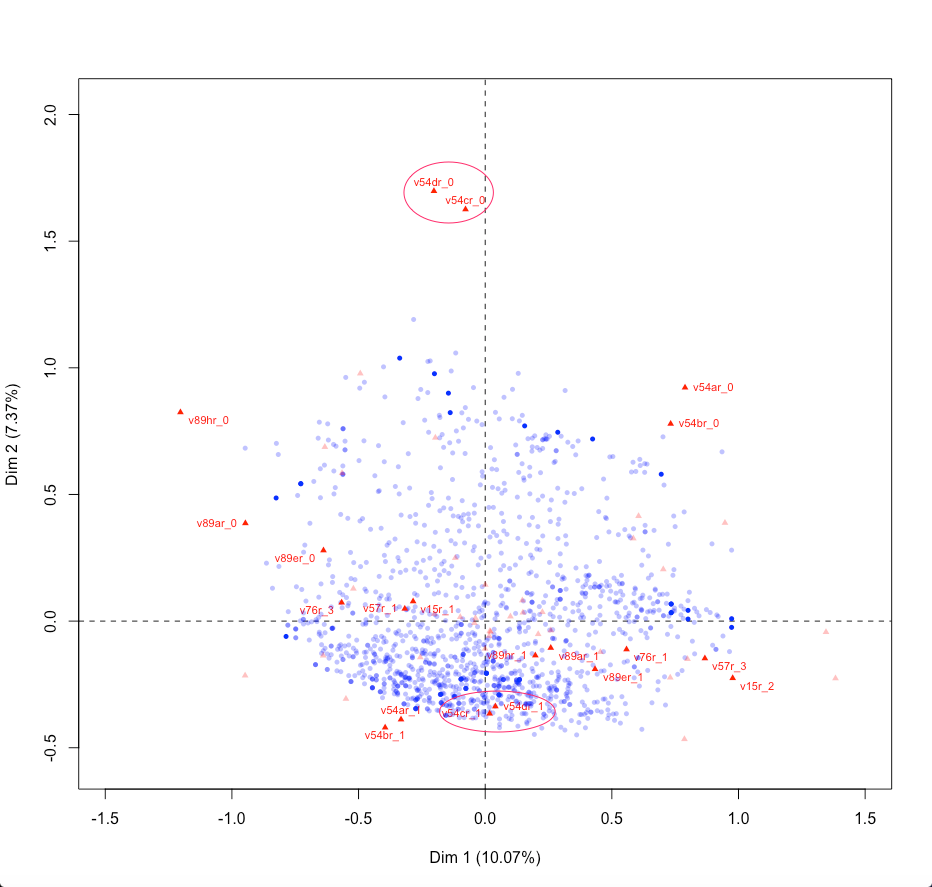 2.0
v54dr_0
v54cr_0
1.5
1.0
v54ar_0
v89hr_0
v54br_0
Dim 2 (7.37%)
0.5
v89ar_0
v89er_0
v76r_3
v57r_1
v15r_1
0.0
v89hr_1
v89ar_1
v76r_1
v57r_3
v89er_1
v15r_2
v54ar_1
v54cr_1
v54dr_1
v54br_1
-0.5
-1.5
-1.0
-0.5
0.0
0.5
1.0
1.5
Dim 1 (10.07%)